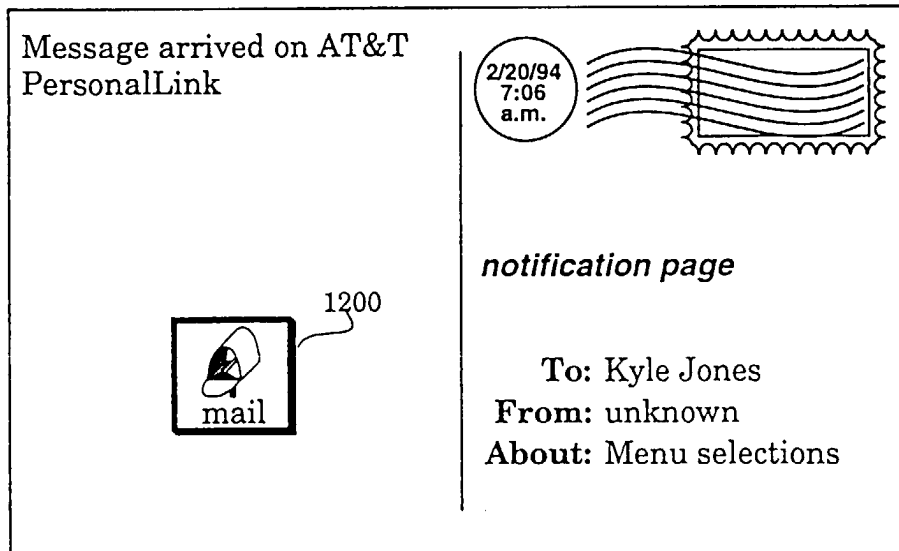 Message arrived on AT&T
PersonalLink
1200
mail
2/20/94
7:06
a.m.
notification page
To: Kyle Jones
From: unknown
About: Menu selections